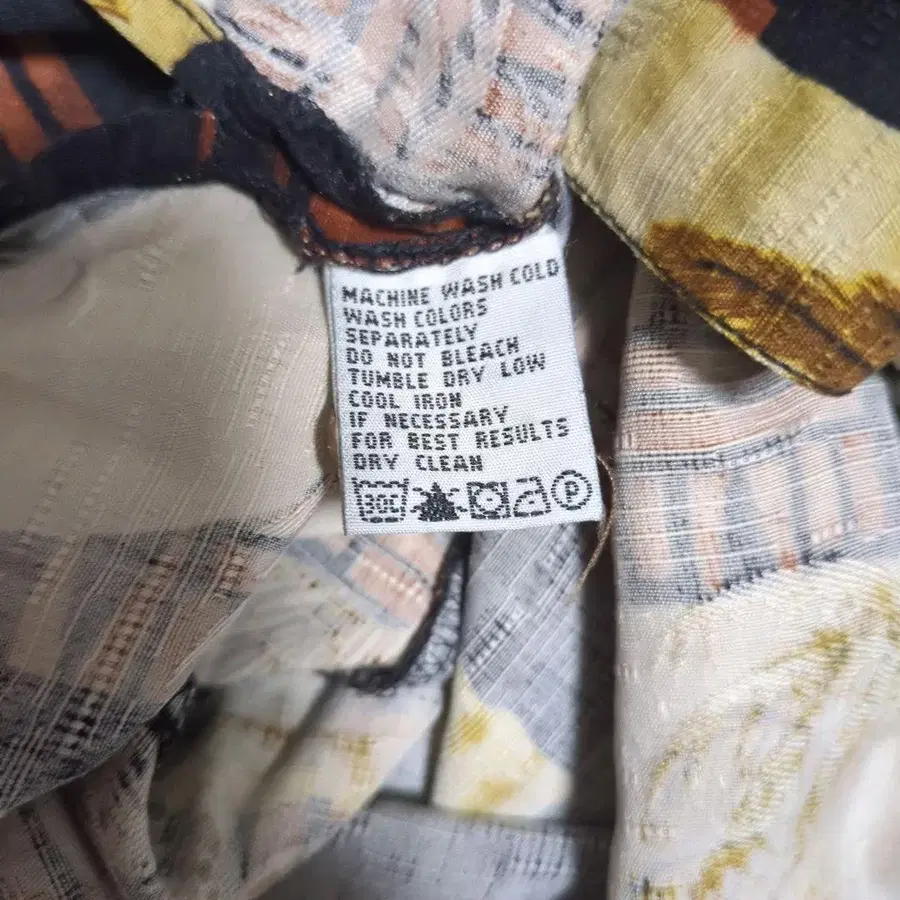 MACHINE WASH COLD
WASH COLORS
SEPARATELY
DO NOT BLEACH
TUMBLE DRY LOW
COOL IRON
IF NECESSARY
FOR BEST RESULTS
DRY CLEAN
30C P